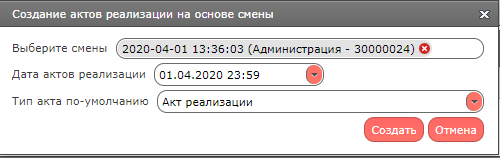 Создание актов реализации на основе смены
Выберите смены 2020-04-01 13:36:03 (Администрация - 30000024)
Дата актов реализации 01.04.2020 23:59
Тип акта по-умолчанию Акт реализации
Создать Отмена